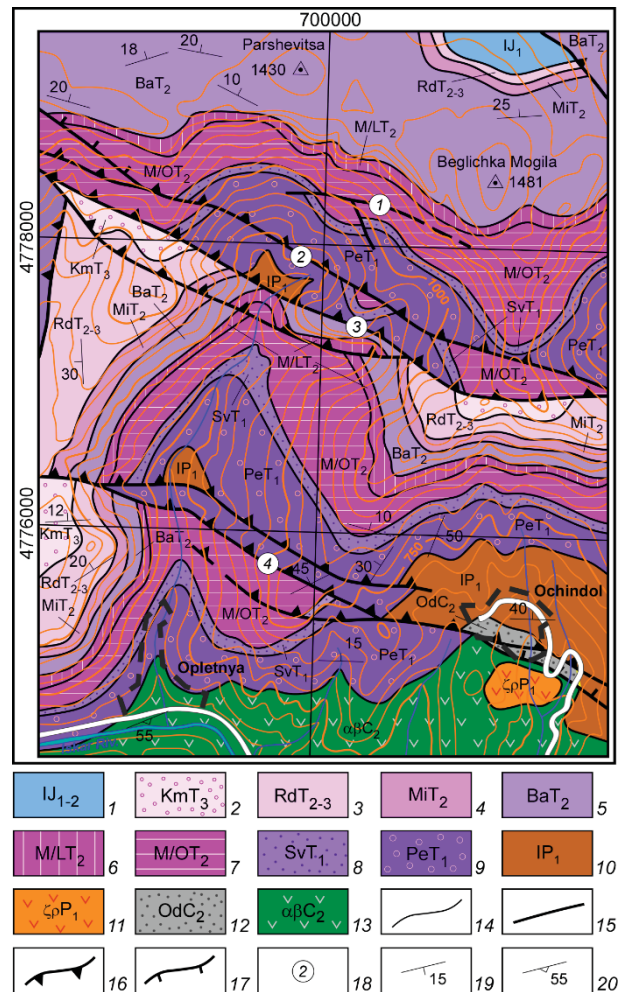 700000
Parshevitsa
1430
18
20
20
10
25
BaT2
IJ1
BaT2
RdT2-3
MiT2
M/LT2
Beglichka Mogila
1481
M/OT2
1
4778000
2
PeT1
KmT3
IP1
1000
M/OT2
BaT2
MiT2
SvT1
RdT2-3
3
PeT1
30
M/LT2
M/OT2
RdT2-3
MiT2
SvT1
BaT2
IP1
PeT1
M/OT2
4776000
12
10
50
PeT1
KmT3
BaT2
750
20
4
45
30
IP1
RdT2-3
OdC2
Ochindol
MiT2
M/OT2
40
15
PeT1
Opletnya
SvT1
ζρP1
55
αβC2
IJ1-2 1
KmT3 2
RdT2-3 3
MiT2 4
BaT2 5
M/LT2 6
M/OT2 7
SvT1 8
PeT1 9
IP1 10
ζρP1 11
OdC2 12
αβC2 13
14
15
16
17
2 18
15 19
55 20